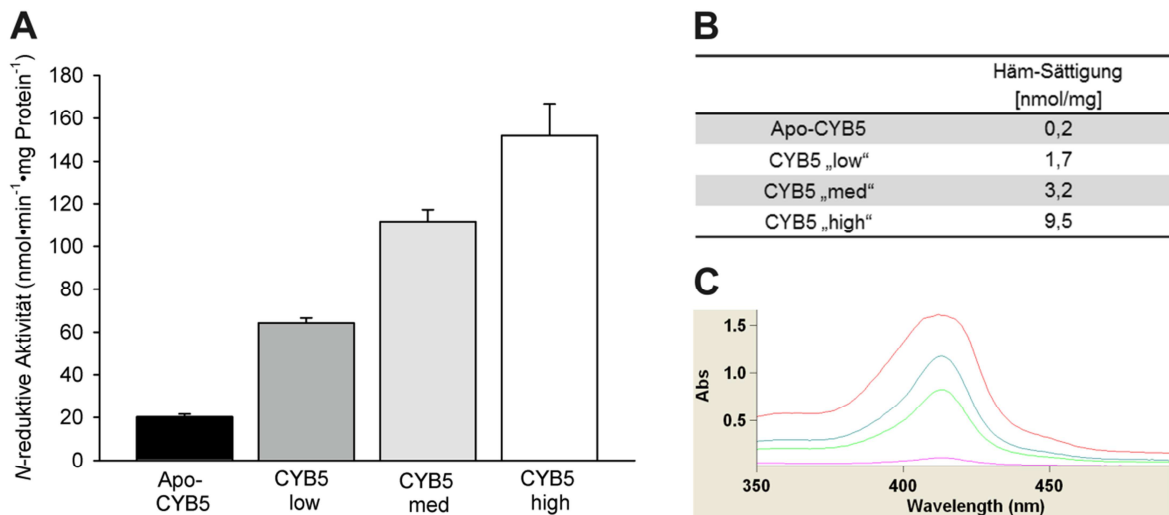 A
N-reduktive Aktivität (nmol•min⁻¹•mg Protein⁻¹)
180
160
140
120
100
80
60
40
20
0
Apo-
CYB5
CYB5
low
CYB5
med
CYB5
high
B
Häm-Sättigung
[nmol/mg]
Apo-CYB5 0,2
CYB5 „low“ 1,7
CYB5 „med“ 3,2
CYB5 „high“ 9,5
C
Abs
1.5
1.0
0.5
350 400 450
Wavelength (nm)